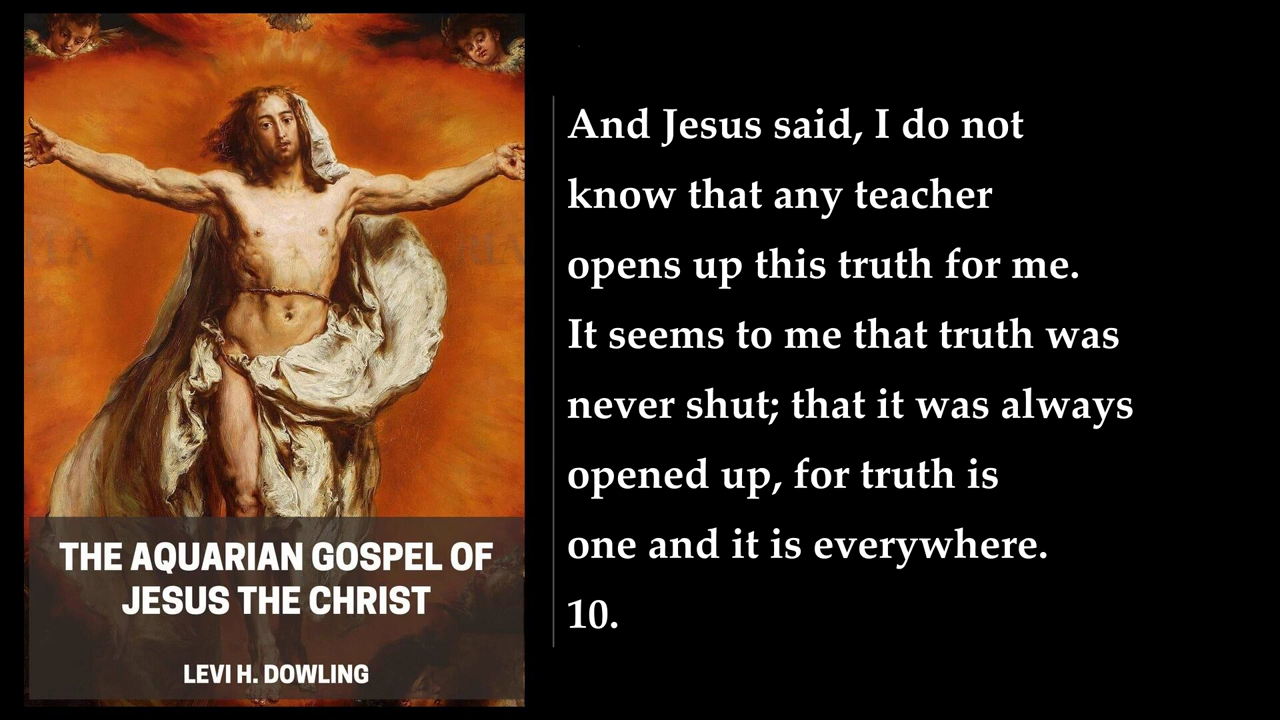 THE AQUARIAN GOSPEL OF
JESUS THE CHRIST
LEVI H. DOWLING
And Jesus said, I do not
know that any teacher
opens up this truth for me.
It seems to me that truth was
never shut; that it was always
opened up, for truth is
one and it is everywhere.
10.